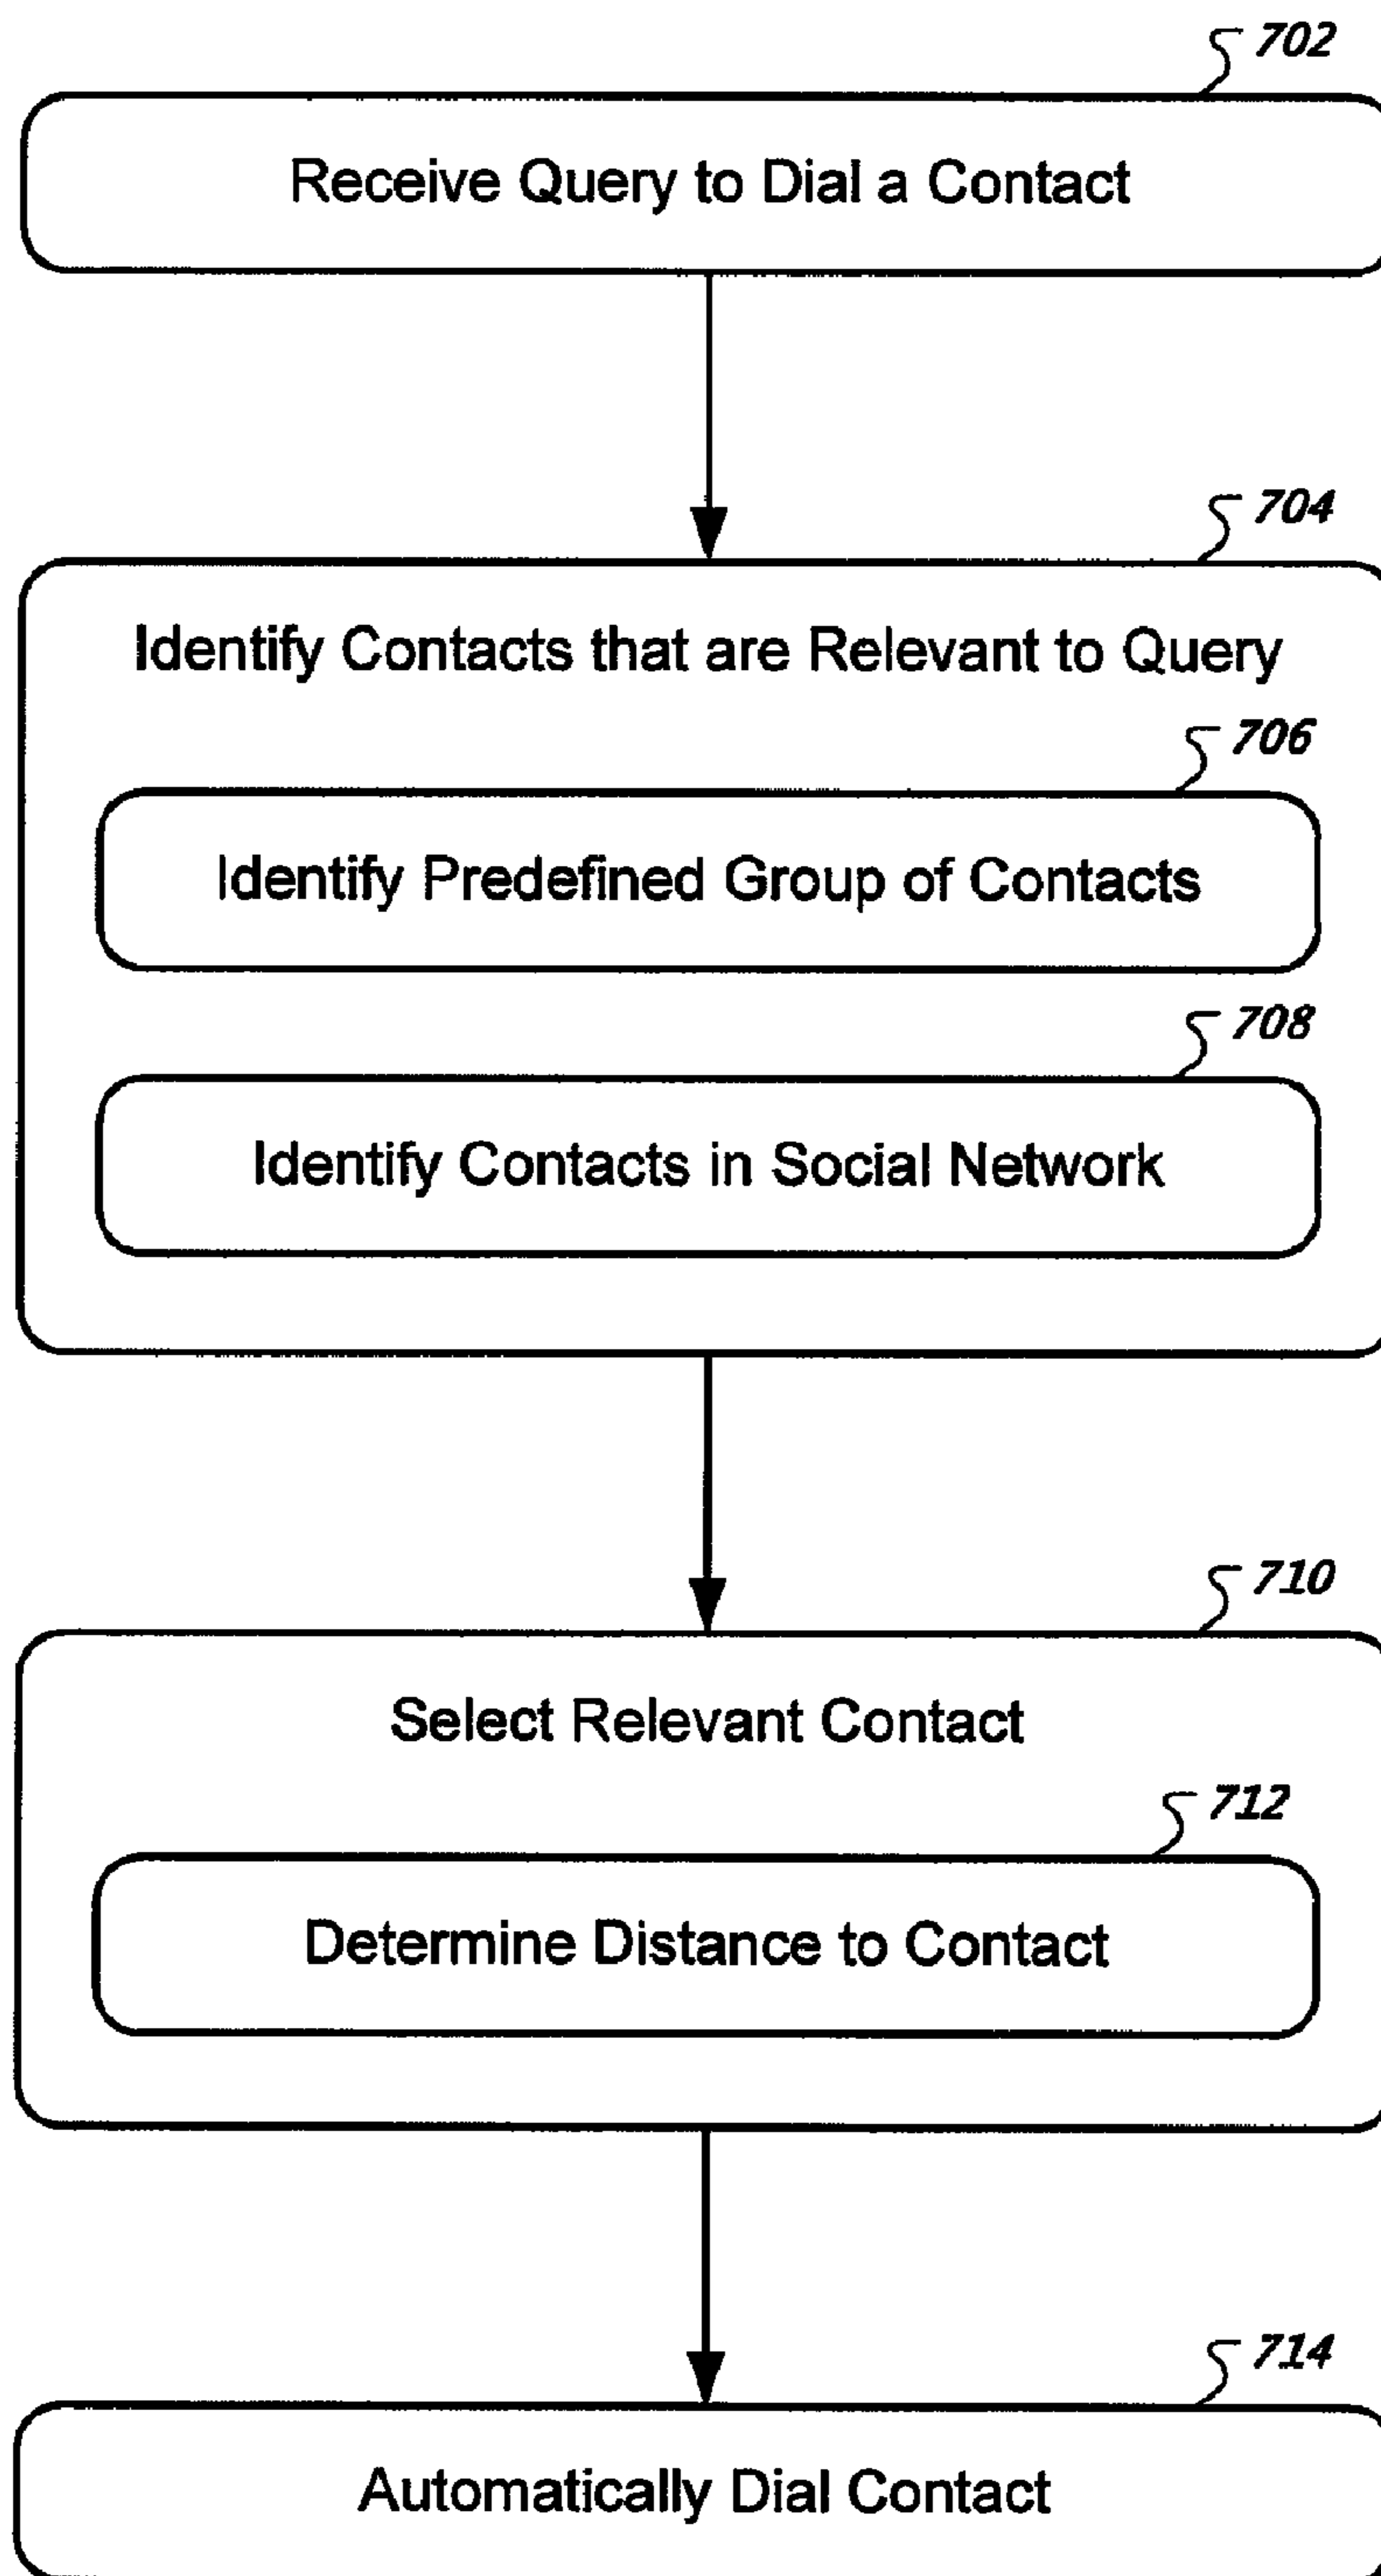 702
Receive Query to Dial a Contact
704
Identify Contacts that are Relevant to Query
706
Identify Predefined Group of Contacts
708
Identify Contacts in Social Network
710
Select Relevant Contact
712
Determine Distance to Contact
714
Automatically Dial Contact